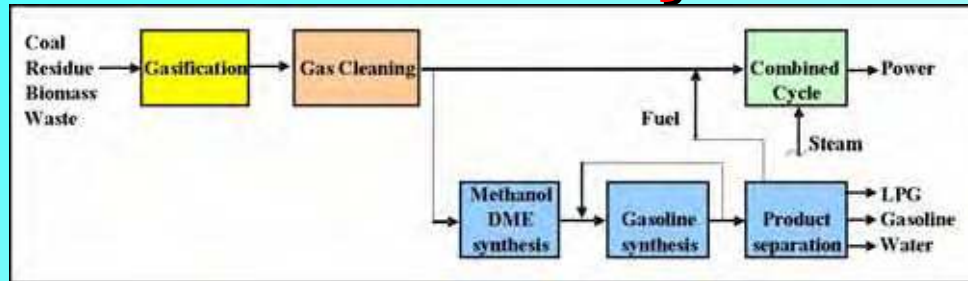 Coal
Residue
Biomass
Waste
Gasification
Gas Cleaning
Combined
Cycle
Power
Fuel
Steam
Methanol
DME
synthesis
Gasoline
synthesis
Product
separation
LPG
Gasoline
Water